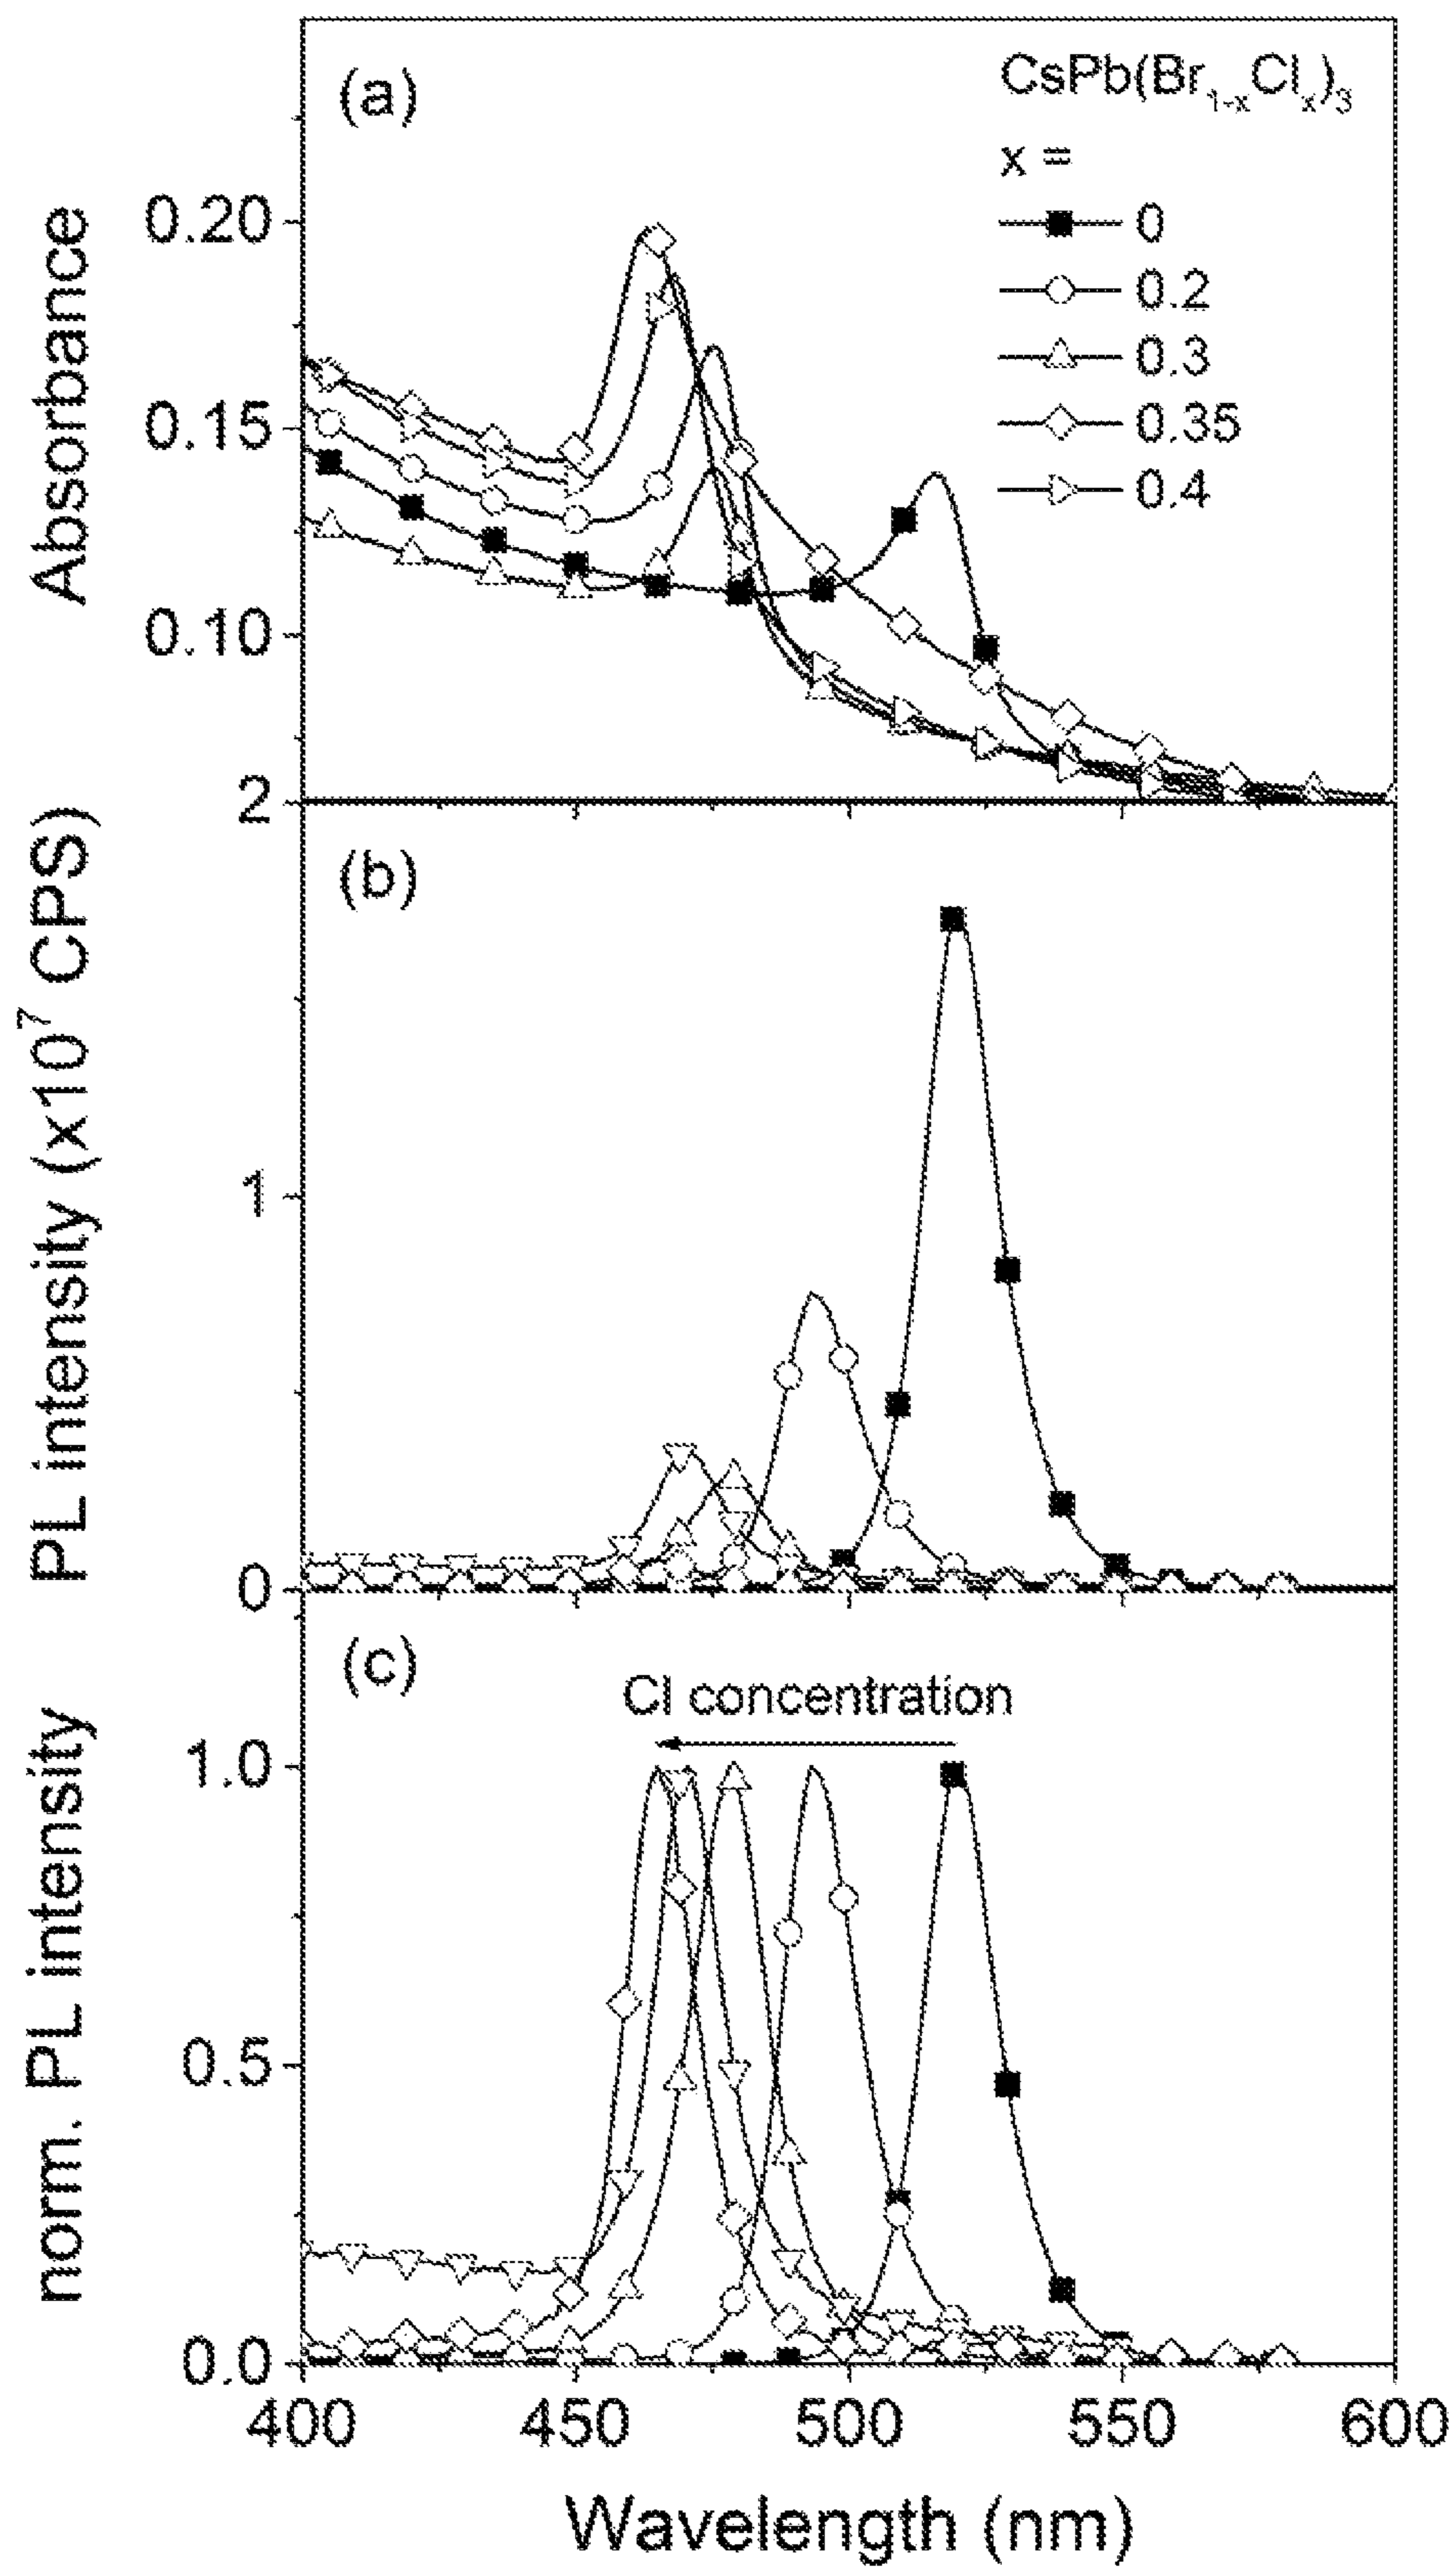 (a)
CsPb(Br1-xClx)3
x =
0
0.2
0.3
0.35
0.4
Absorbance
0.20
0.15
0.10
(b)
PL intensity (x10⁷ CPS)
2
1
0
(c)
Cl concentration
norm. PL intensity
1.0
0.5
0.0
400 450 500 550 600
Wavelength (nm)